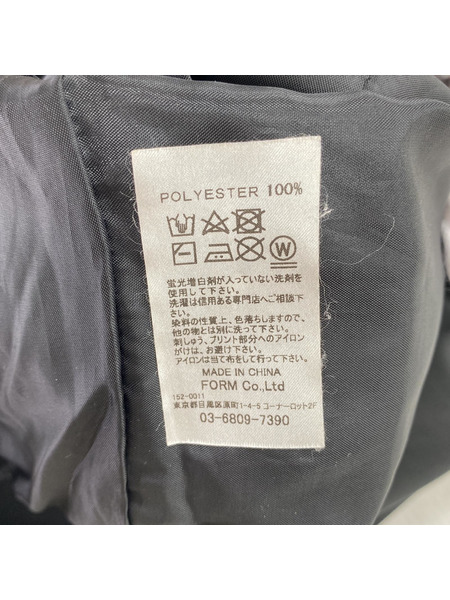 POLYESTER 100%
W
蛍光増白剤が入っていない洗剤を
使用して下さい。
洗濯は信用ある専門店へご相談下
さい。
染料の性質上、色落ちしますので、
他の物とは別に洗って下さい。
刺しゅう、プリント部分へのアイロン
がけは、お避け下さい。
アイロンは当て布をして行って下さい。
MADE IN CHINA
FORM Co.,Ltd
152-0011
東京都目黒区原町1-4-5 コーナーロット2F
03-6809-7390